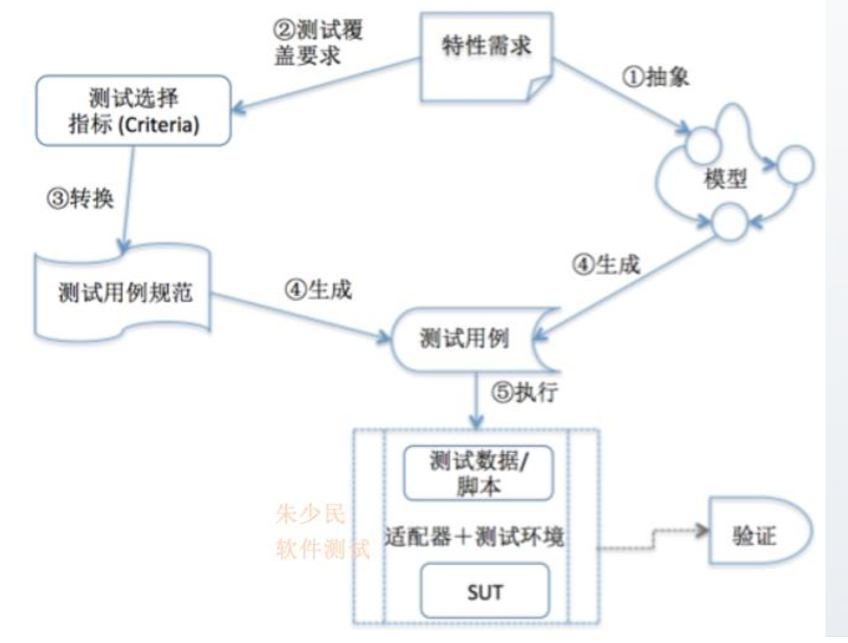 ②测试覆
盖要求
特性需求
①抽象
测试选择
指标 (Criteria)
模型
③转换
④生成
测试用例规范
④生成
测试用例
⑤执行
测试数据/
脚本
朱少民
软件测试
适配器＋测试环境
验证
SUT